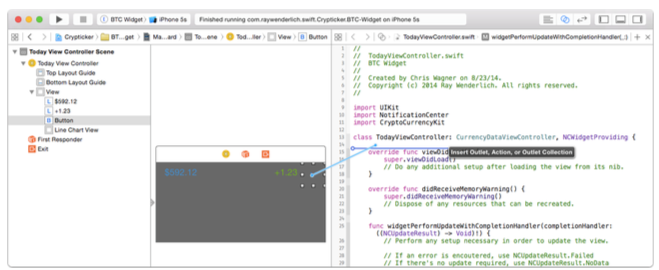 BTC Widget
iPhone 5s
Finished running com.raywenderlich.swift.Crypticker.BTC-Widget on iPhone 5s
Crypticker
BT...get
Ma...ard
To...ene
Tod...ller
View
Button
TodayViewController.swift
widgetPerformUpdateWithCompletionHandler(_:)
Today View Controller Scene
Today View Controller
Top Layout Guide
Bottom Layout Guide
View
L $592.12
L +1.23
Button
Line Chart View
First Responder
Exit
$592.12
+1.23
//
// TodayViewController.swift
// BTC Widget
//
// Created by Chris Wagner on 8/23/14.
// Copyright (c) 2014 Ray Wenderlich. All rights reserved.
//
import UIKit
import NotificationCenter
import CryptoCurrencyKit
class TodayViewController: CurrencyDataViewController, NCWidgetProviding {
override func viewDid
Insert Outlet, Action, or Outlet Collection
super.viewDidLoad()
// Do any additional setup after loading the view from its nib.
}
override func didReceiveMemoryWarning() {
super.didReceiveMemoryWarning()
// Dispose of any resources that can be recreated.
}
func widgetPerformUpdateWithCompletionHandler(completionHandler:
((NCUpdateResult) -> Void)!) {
// Perform any setup necessary in order to update the view.
// If an error is encoutered, use NCUpdateResult.Failed
// If there's no update required, use NCUpdateResult.NoData